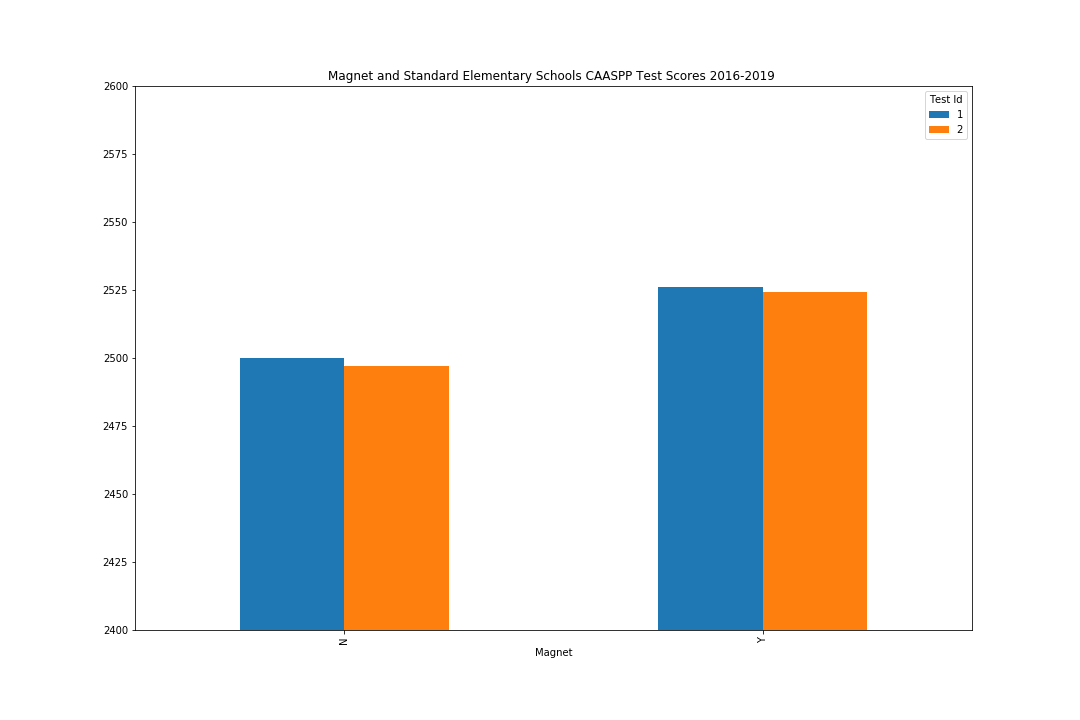 Magnet and Standard Elementary Schools CAASPP Test Scores 2016-2019
2600
2575
2550
2525
2500
2475
2450
2425
2400
Test Id
1
2
N
Y
Magnet